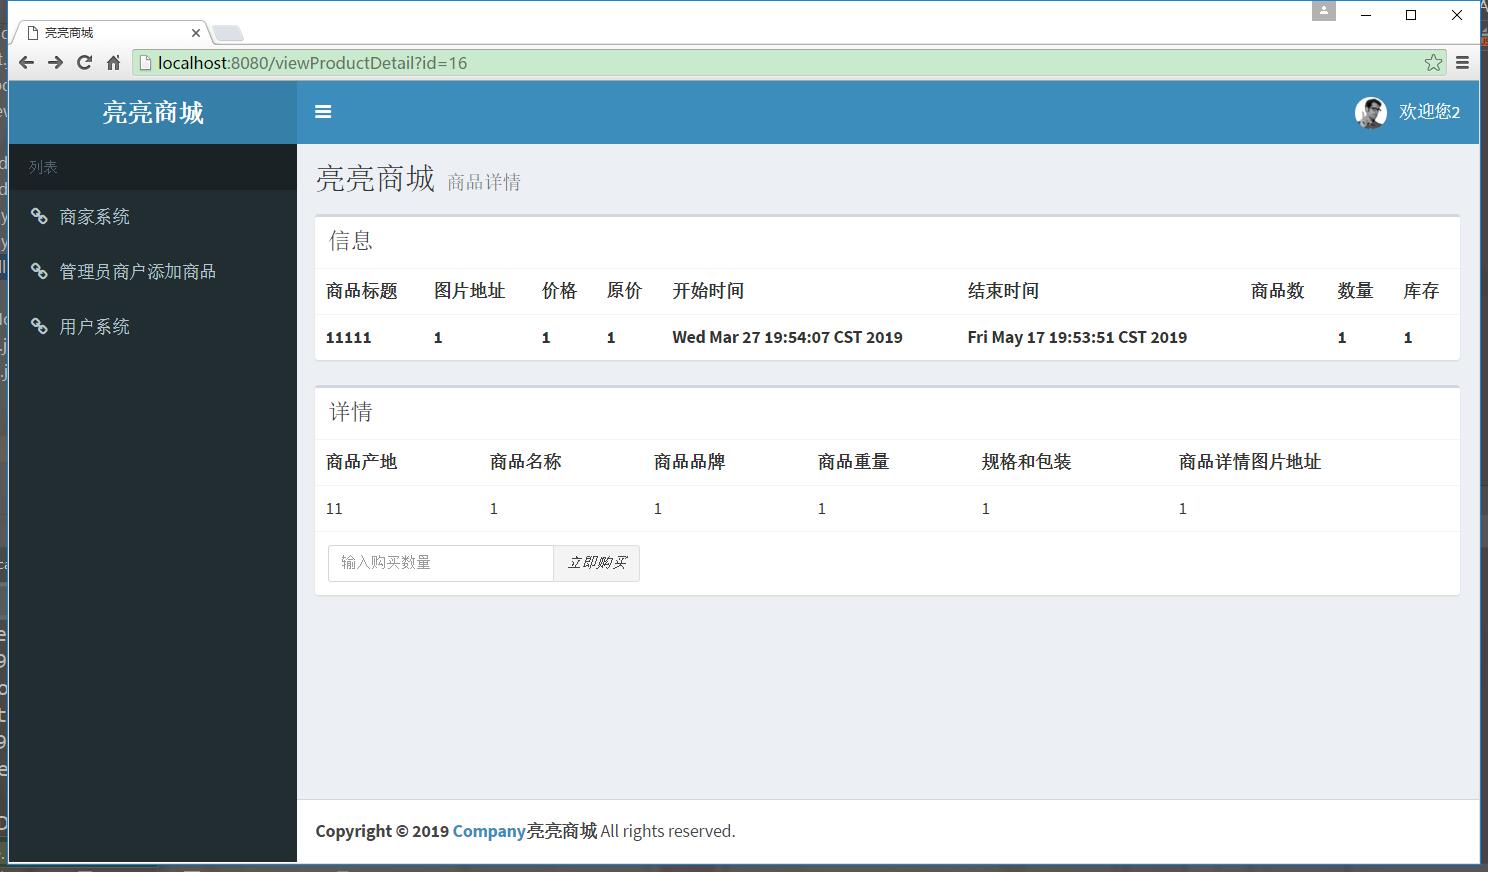 亮亮商城
localhost:8080/viewProductDetail?id=16
亮亮商城
欢迎您2
列表
商家系统
管理员商户添加商品
用户系统
亮亮商城 商品详情
信息
商品标题 图片地址 价格 原价 开始时间 结束时间 商品数 数量 库存
11111 1 1 1 Wed Mar 27 19:54:07 CST 2019 Fri May 17 19:53:51 CST 2019 1 1
详情
商品产地 商品名称 商品品牌 商品重量 规格和包装 商品详情图片地址
11 1 1 1 1 1
输入购买数量 立即购买
Copyright © 2019 Company亮亮商城 All rights reserved.